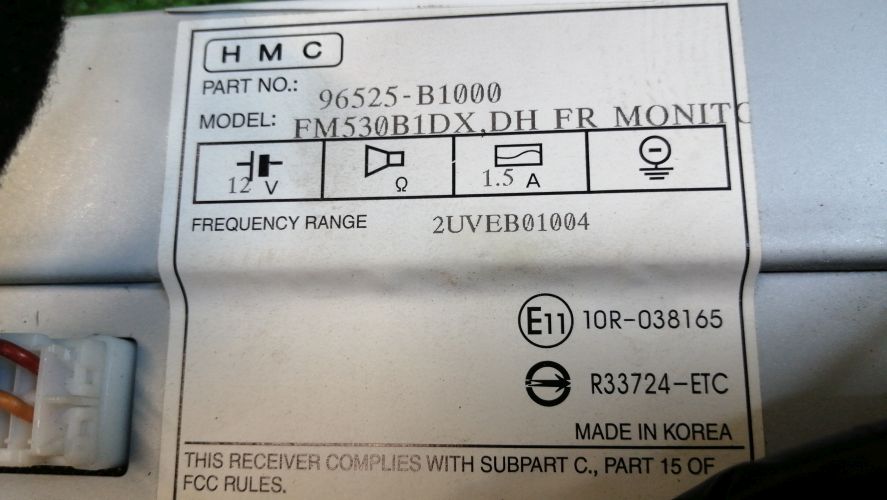 HMC
PART NO.: 96525-B1000
MODEL: FM530B1DX,DH FR MONITO
12 V Ω 1.5 A
FREQUENCY RANGE 2UVEB01004
E11 10R-038165
R33724-ETC
MADE IN KOREA
THIS RECEIVER COMPLIES WITH SUBPART C., PART 15 OF
FCC RULES.